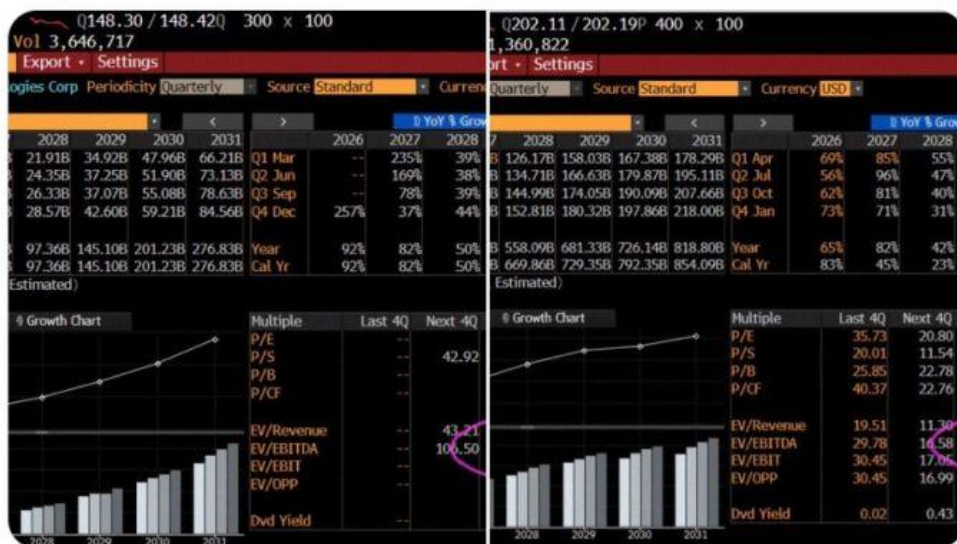 Q148.30 / 148.42Q 300 x 100
Vol 3,646,717
Export Settings
ogies Corp Periodicity Quarterly Source Standard Curren
< > YoY % Grow
2028 2029 2030 2031 2026 2027 2028
21.91B 34.92B 47.96B 66.21B Q1 Mar -- 235% 39%
24.35B 37.25B 51.90B 73.13B Q2 Jun -- 169% 38%
26.33B 37.07B 55.08B 78.63B Q3 Sep -- 78% 39%
28.57B 42.60B 59.21B 84.56B Q4 Dec 257% 37% 44%
97.36B 145.10B 201.23B 276.83B Year 92% 82% 50%
97.36B 145.10B 201.23B 276.83B Cal Yr 92% 82% 50%
Estimated)
Growth Chart
Multiple Last 4Q Next 4Q
P/E --
P/S -- 42.92
P/B --
P/CF --
EV/Revenue -- 43.21
EV/EBITDA -- 106.50
EV/EBIT --
EV/OPP --
Dvd Yield --
2028 2029 2030 2031
Q202.11 / 202.19P 400 x 100
1,360,822
ort Settings
Quarterly Source Standard Currency USD
< > YoY % Grow
2028 2029 2030 2031 2026 2027 2028
B 126.17B 158.03B 167.38B 178.29B Q1 Apr 69% 85% 55%
B 134.71B 166.63B 179.87B 195.11B Q2 Jul 56% 96% 47%
B 144.99B 174.05B 190.09B 207.66B Q3 Oct 62% 81% 40%
B 152.81B 180.32B 197.86B 218.00B Q4 Jan 73% 71% 31%
B 558.09B 681.33B 726.14B 818.80B Year 65% 82% 42%
B 669.86B 729.35B 792.35B 854.09B Cal Yr 83% 45% 23%
Estimated)
Growth Chart
Multiple Last 4Q Next 4Q
P/E 35.73 20.80
P/S 20.01 11.54
P/B 25.85 22.78
P/CF 40.37 22.76
EV/Revenue 19.51 11.30
EV/EBITDA 29.78
EV/EBIT 30.45 17.05
EV/OPP 30.45 16.99
Dvd Yield 0.02 0.43
2028 2029 2030 2031